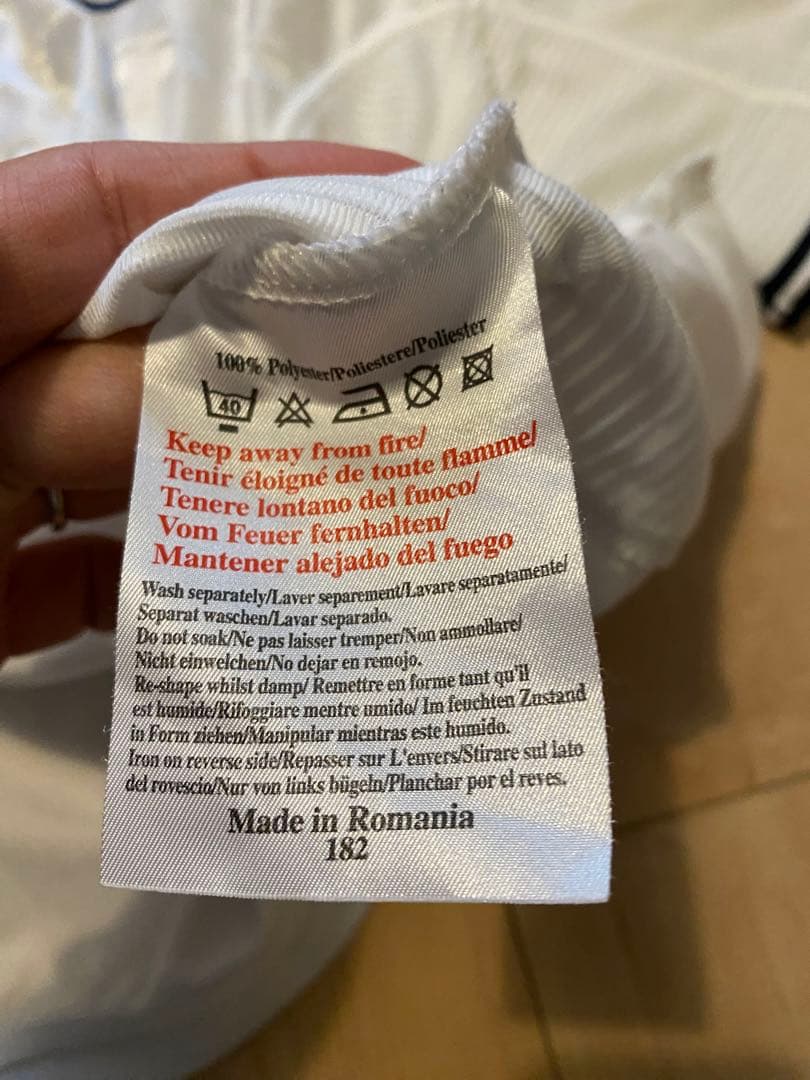 100% Polyester/Poliestere/Poliester
40
Keep away from fire/
Tenir éloigné de toute flamme/
Tenere lontano del fuoco/
Vom Feuer fernhalten/
Mantener alejado del fuego
Wash separately/Laver separement/Lavare separatamente/
Separat waschen/Lavar separado.
Do not soak/Ne pas laisser tremper/Non ammollare/
Nicht einwelchen/No dejar en remojo.
Re-shape whilst damp/ Remettre en forme tant qu'il
est humide/Rifoggiare mentre umido/ Im feuchten Zustand
in Form ziehen/Manipular mientras este humido.
Iron on reverse side/Repasser sur L'envers/Stirare sul lato
del rovescio/Nur von links bügeln/Planchar por el reves.
Made in Romania
182